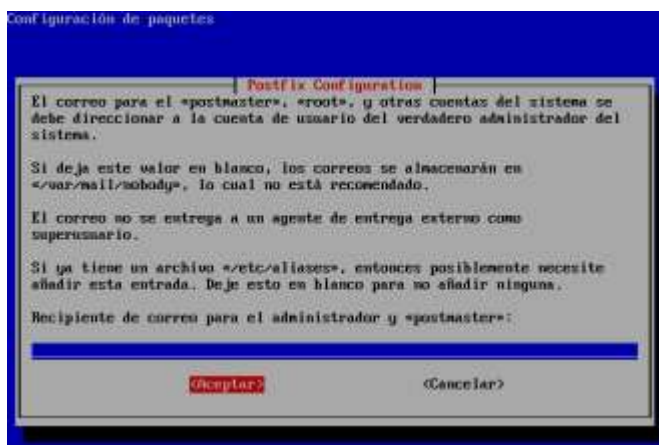 Configuración de paquetes
Postfix Configuration
El correo para el «postmaster», «root», y otras cuentas del sistema se
debe direccionar a la cuenta de usuario del verdadero administrador del
sistema.
Si deja este valor en blanco, los correos se almacenarán en
«/var/mail/nobody», lo cual no está recomendado.
El correo no se entrega a un agente de entrega externo como
superusuario.
Si ya tiene un archivo «/etc/aliases», entonces posiblemente necesite
añadir esta entrada. Deje esto en blanco para no añadir ninguna.
Recipiente de correo para el administrador y «postmaster»:
<Aceptar> <Cancelar>